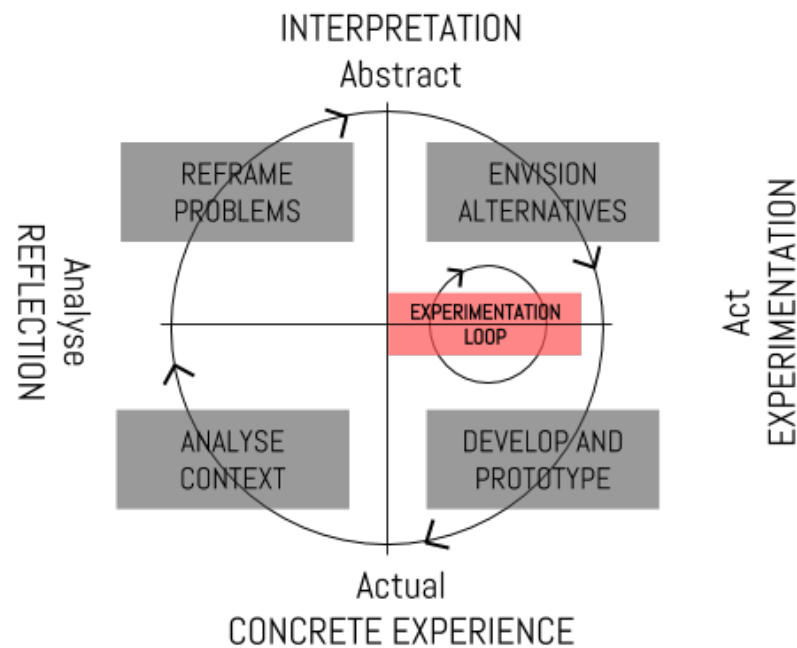 INTERPRETATION
Abstract
REFRAME
PROBLEMS
ENVISION
ALTERNATIVES
Analyse
REFLECTION
EXPERIMENTATION
LOOP
Act
EXPERIMENTATION
ANALYSE
CONTEXT
DEVELOP AND
PROTOTYPE
Actual
CONCRETE EXPERIENCE